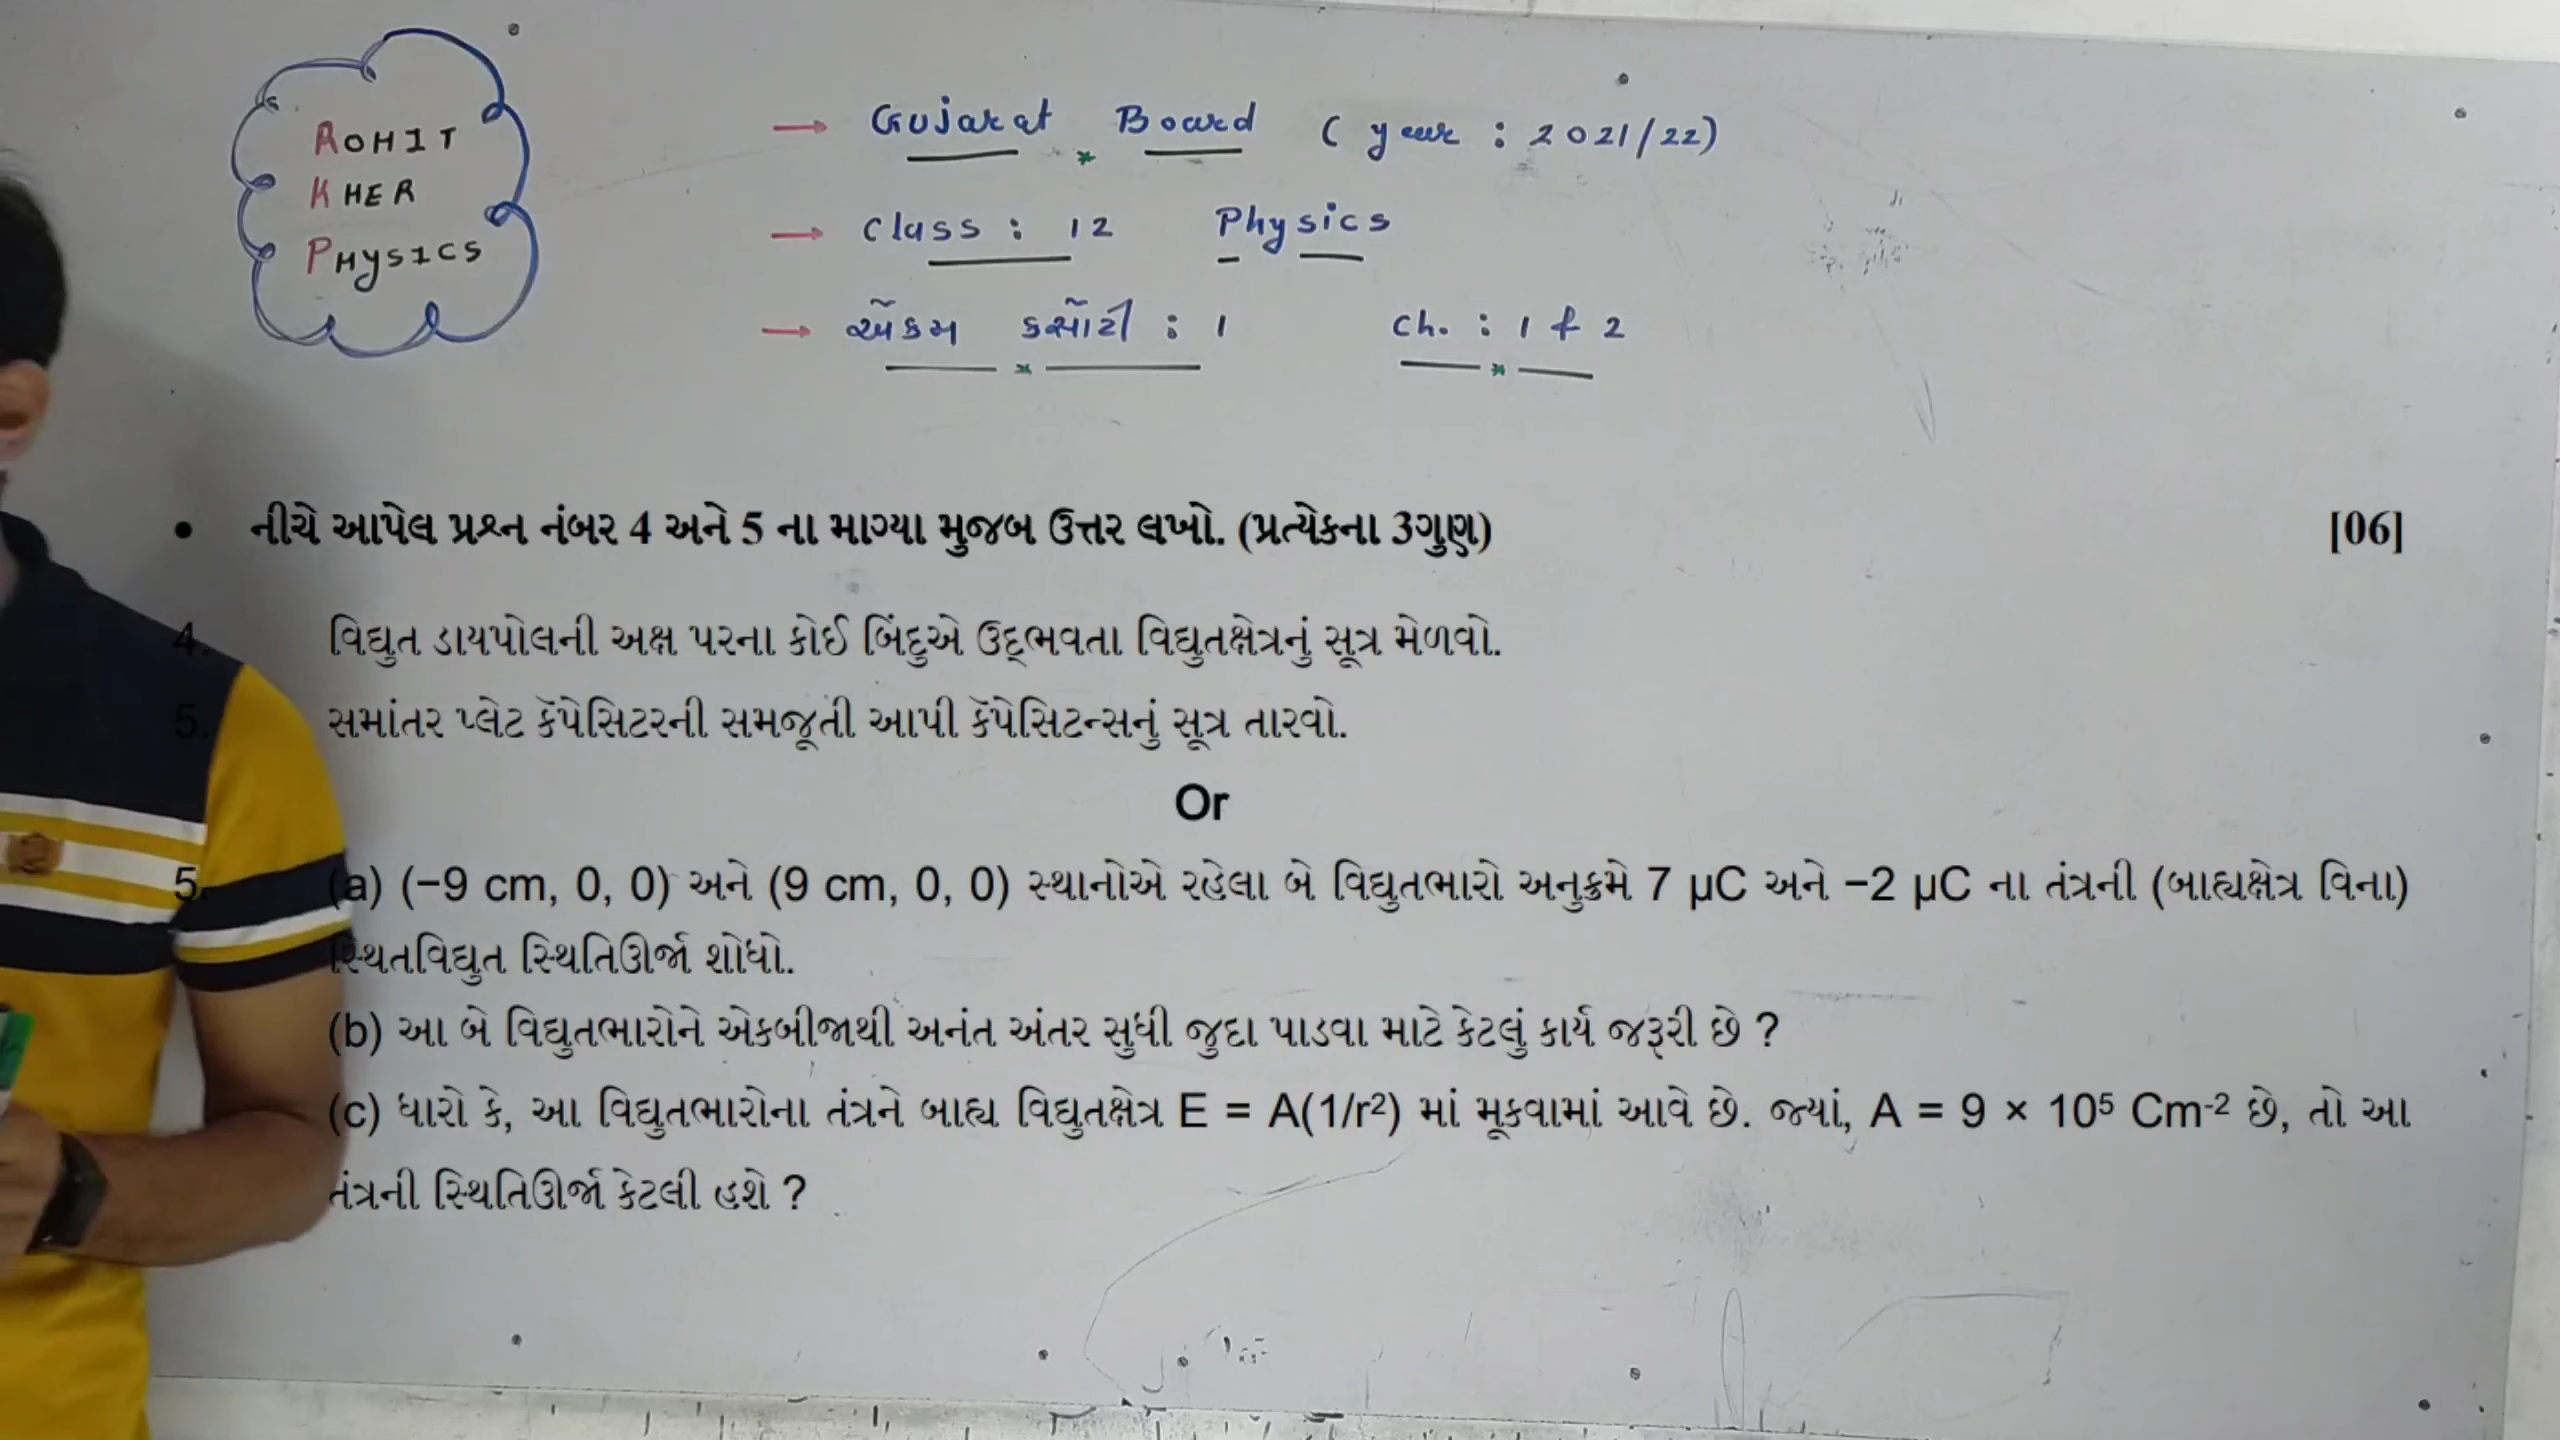 ROHIT
KHER
PHYSICS
→ Gujarat Board (year : 2021/22)
→ Class : 12 Physics
→ એકમ કસોટી : 1 Ch. : 1 & 2
• નીચે આપેલ પ્રશ્ન નંબર 4 અને 5 ના માગ્યા મુજબ ઉત્તર લખો. (પ્રત્યેકના 3ગુણ) [06]
4. વિદ્યુત ડાયપોલની અક્ષ પરના કોઈ બિંદુએ ઉદ્ભવતા વિદ્યુતક્ષેત્રનું સૂત્ર મેળવો.
5. સમાંતર પ્લેટ કૅપેસિટરની સમજૂતી આપી કૅપેસિટન્સનું સૂત્ર તારવો.
Or
5. (a) (−9 cm, 0, 0) અને (9 cm, 0, 0) સ્થાનોએ રહેલા બે વિદ્યુતભારો અનુક્રમે 7 μC અને −2 μC ના તંત્રની (બાહ્યક્ષેત્ર વિના)
સ્થિતવિદ્યુત સ્થિતિઊર્જા શોધો.
(b) આ બે વિદ્યુતભારોને એકબીજાથી અનંત અંતર સુધી જુદા પાડવા માટે કેટલું કાર્ય જરૂરી છે ?
(c) ધારો કે, આ વિદ્યુતભારોના તંત્રને બાહ્ય વિદ્યુતક્ષેત્ર E = A(1/r²) માં મૂકવામાં આવે છે. જ્યાં, A = 9 × 10⁵ Cm⁻² છે, તો આ
તંત્રની સ્થિતિઊર્જા કેટલી હશે ?